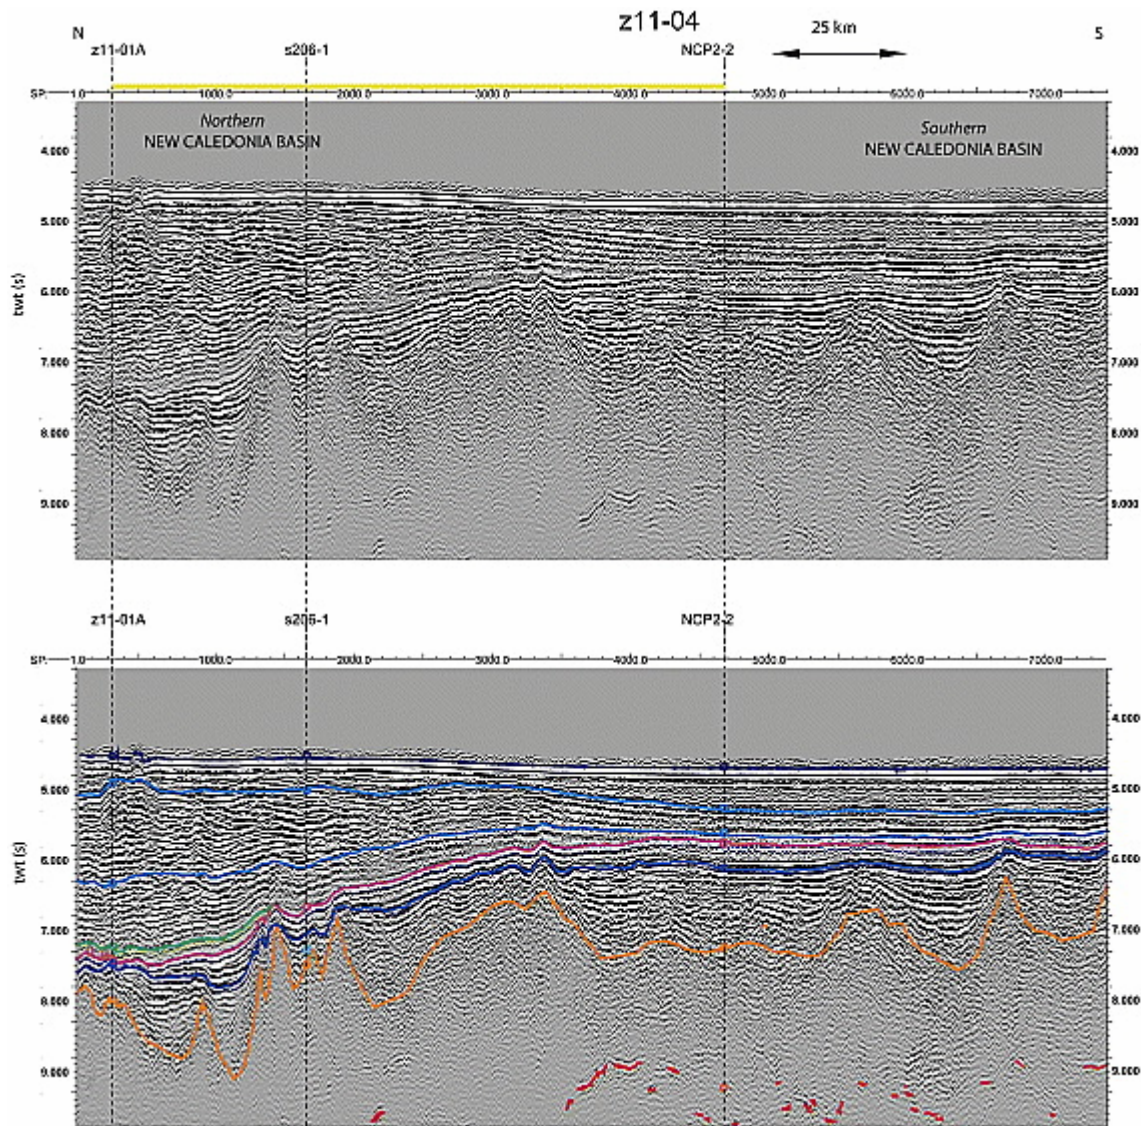 z11-04
N
25 km
S
z11-01A
s206-1
NCP2-2
SP.
1.0
1000.0
2000.0
3000.0
4000.0
5000.0
6000.0
7000.0
Northern
NEW CALEDONIA BASIN
Southern
NEW CALEDONIA BASIN
4.000
4.000
5.000
5.000
6.000
6.000
twt (s)
7.000
7.000
8.000
8.000
9.000
9.000
z11-01A
s206-1
NCP2-2
SP.
1.0
1000.0
2000.0
3000.0
4000.0
5000.0
6000.0
7000.0
4.000
4.000
5.000
5.000
6.000
6.000
twt (s)
7.000
7.000
8.000
8.000
9.000
9.000